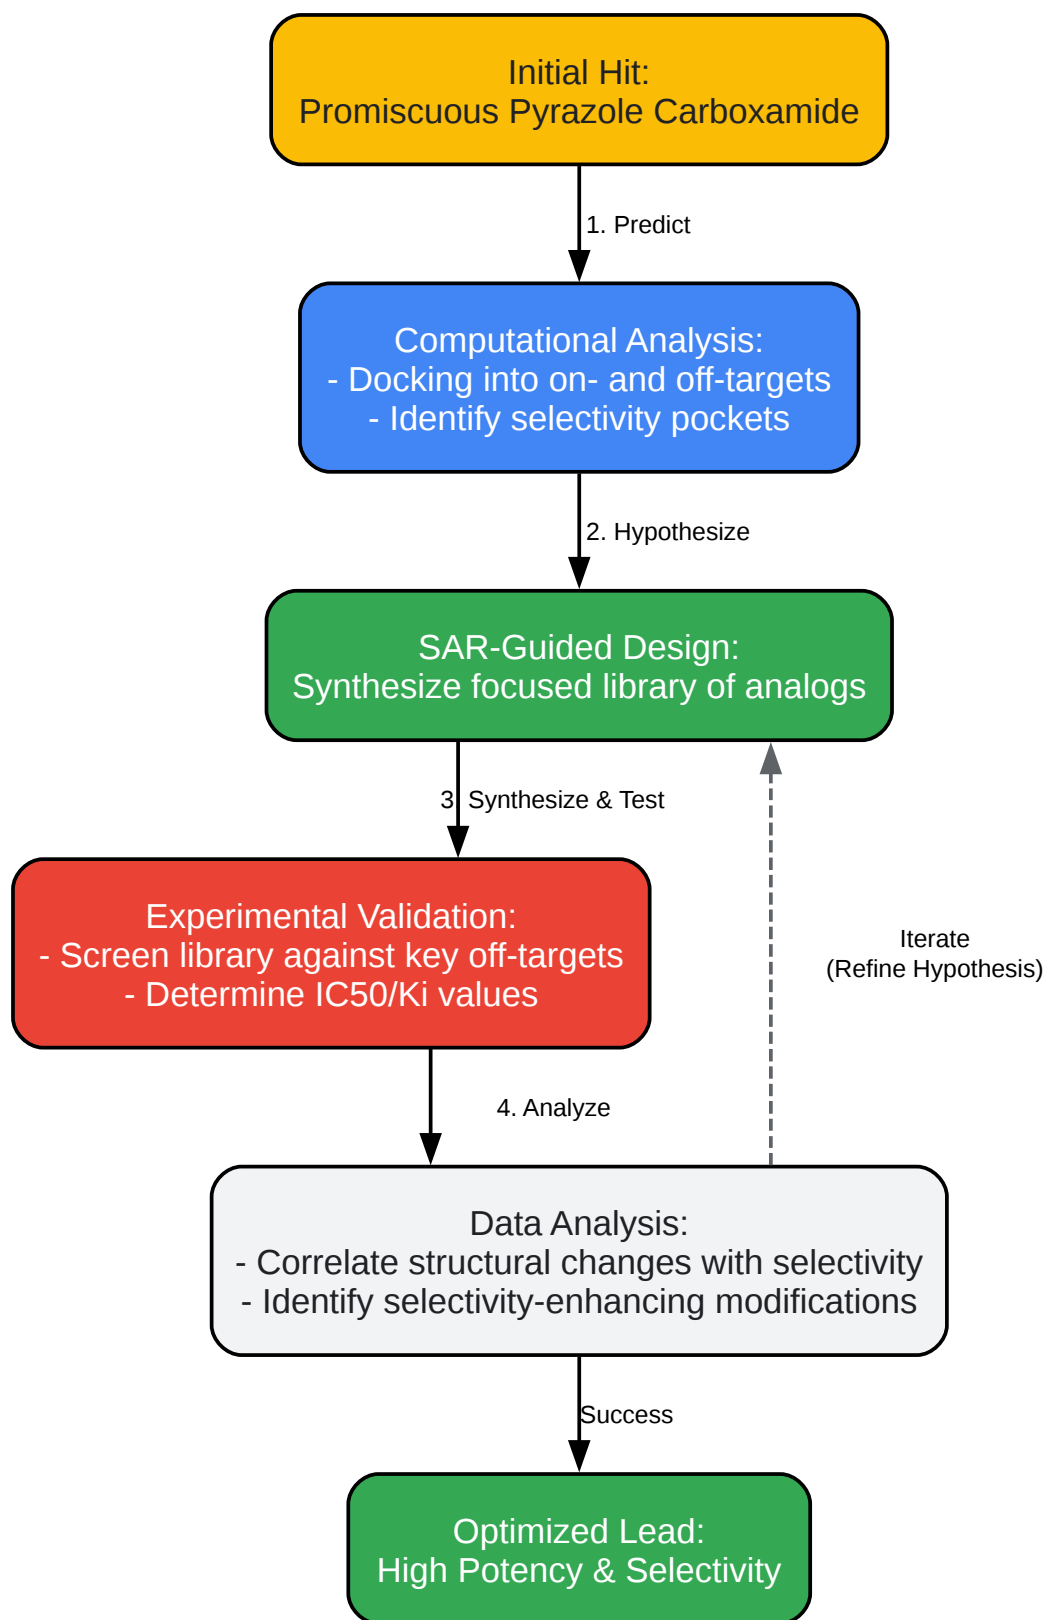 Initial Hit:
Promiscuous Pyrazole Carboxamide
1. Predict
Computational Analysis:
- Docking into on- and off-targets
- Identify selectivity pockets
2. Hypothesize
SAR-Guided Design:
Synthesize focused library of analogs
3. Synthesize & Test
Experimental Validation:
- Screen library against key off-targets
- Determine IC50/Ki values
Iterate
(Refine Hypothesis)
4. Analyze
Data Analysis:
- Correlate structural changes with selectivity
- Identify selectivity-enhancing modifications
Success
Optimized Lead:
High Potency & Selectivity